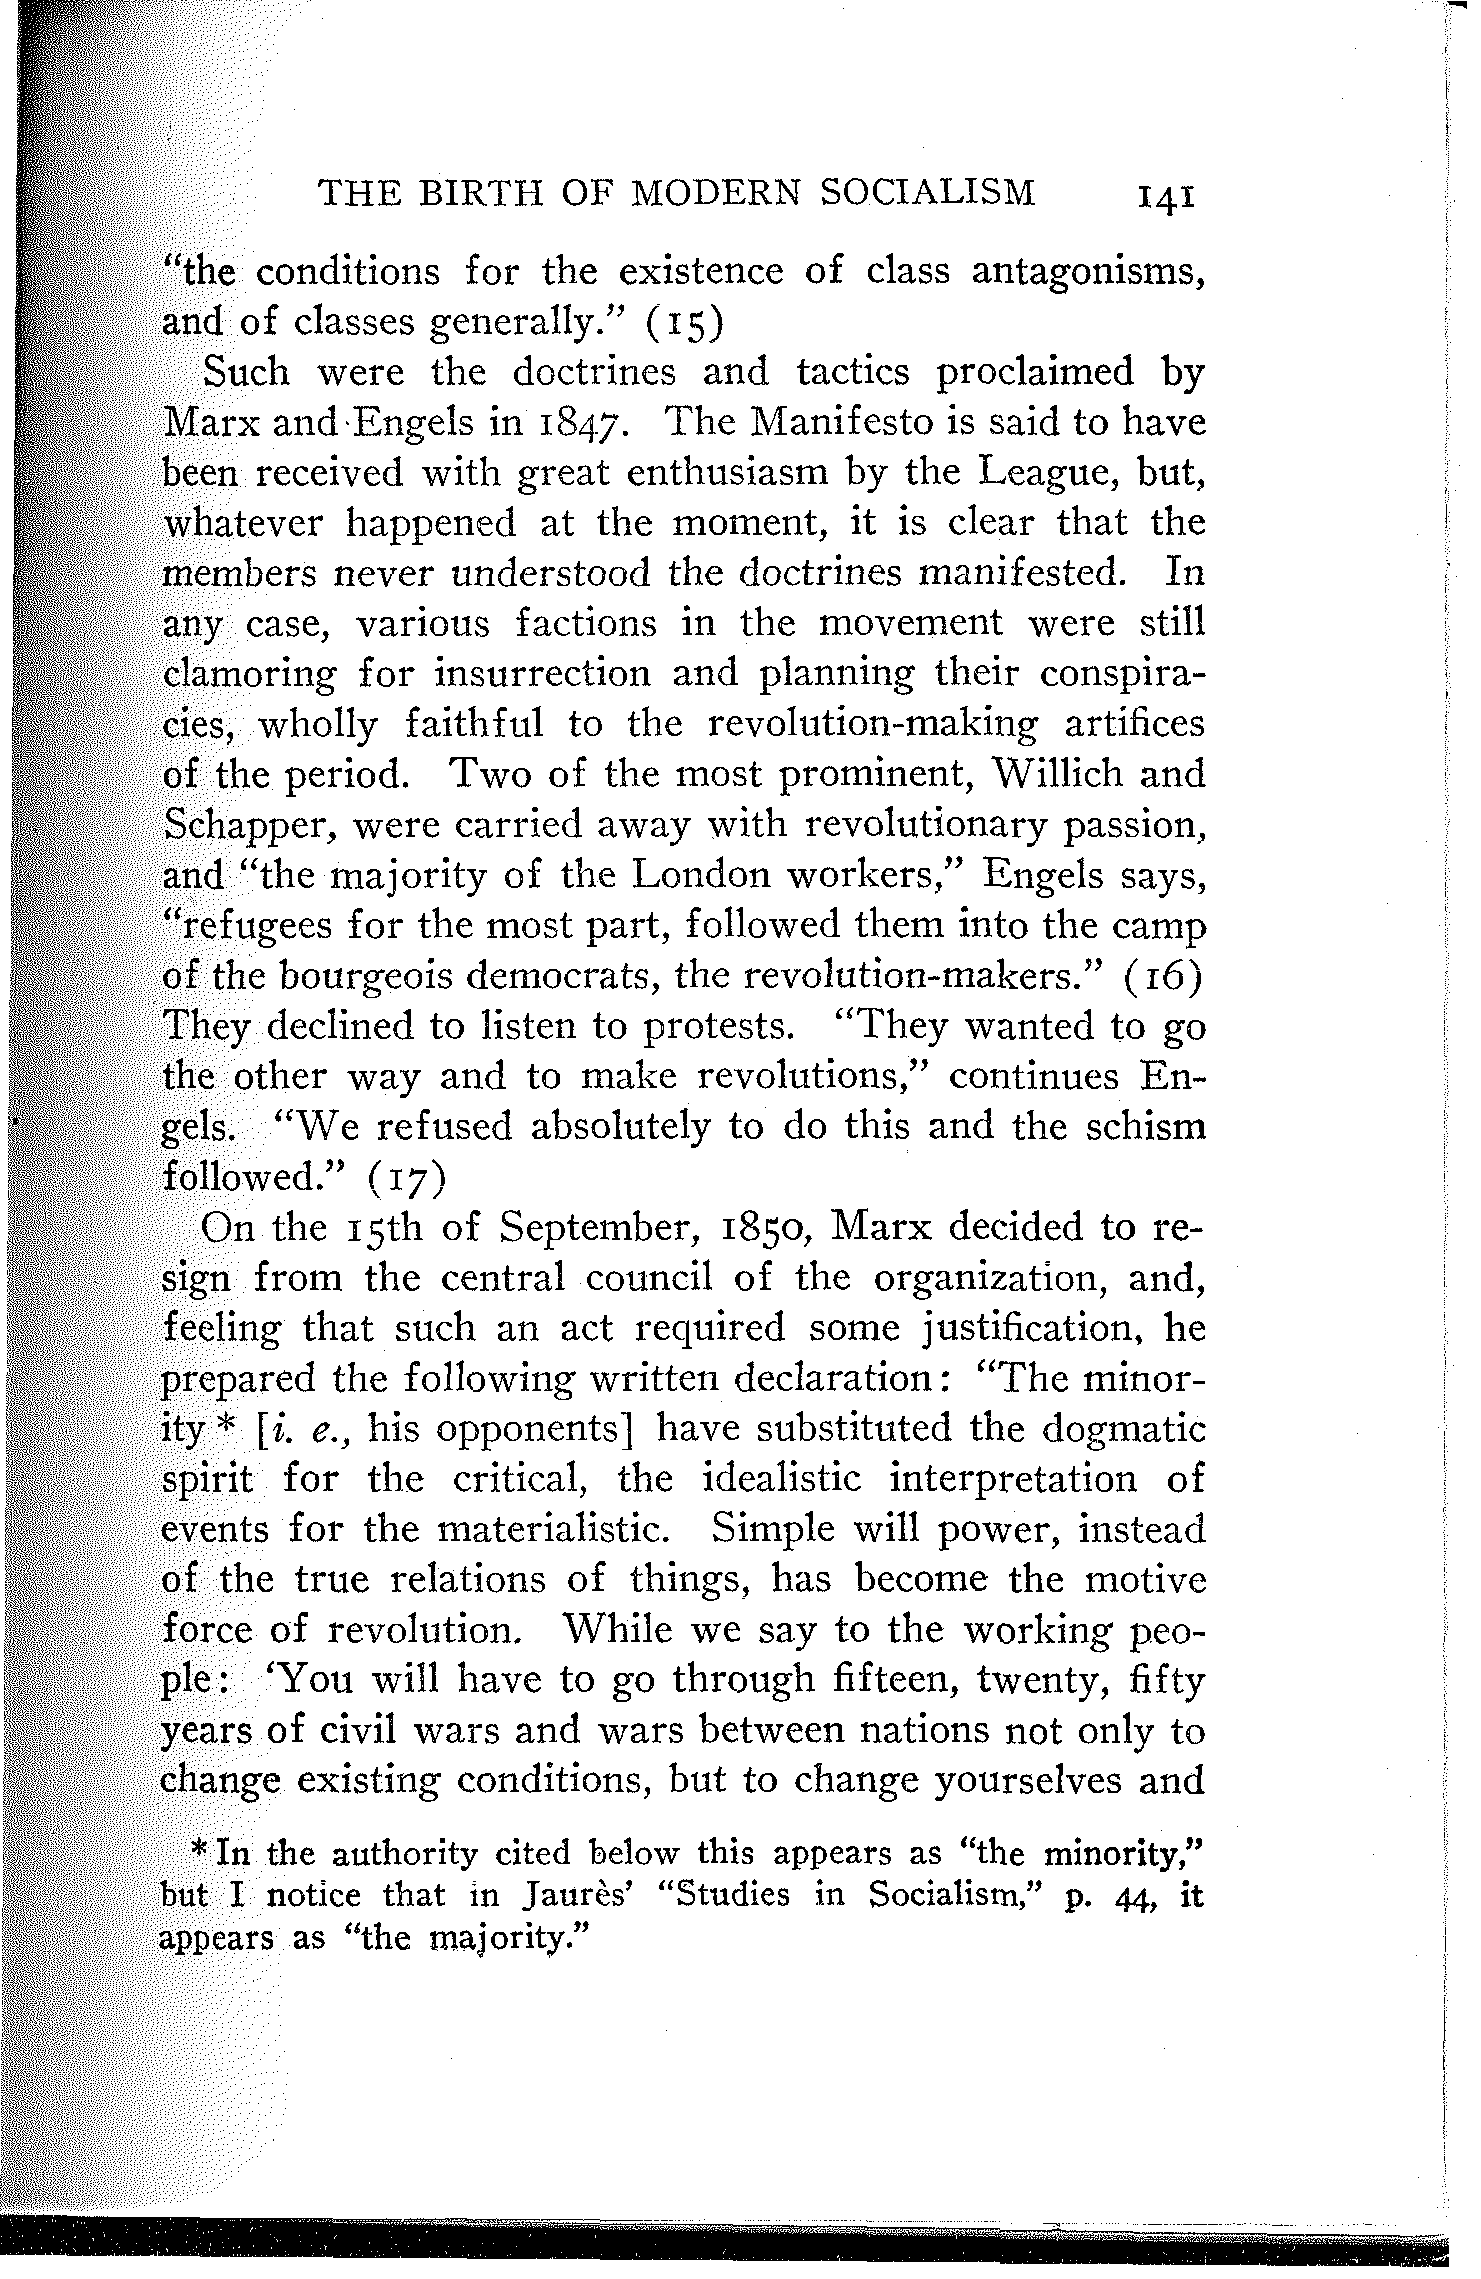 THE BIRTH OF MODERN SOCIALISM 141
“the conditions for the existence of class antagonisms,
and of classes generally.” (15)
Such were the doctrines and tactics proclaimed by
Marx and Engels in 1847. The Manifesto is said to have
been received with great enthusiasm by the League, but,
whatever happened at the moment, it is clear that the
members never understood the doctrines manifested. In
any case, various factions in the movement were still
clamoring for insurrection and planning their conspira-
cies, wholly faithful to the revolution-making artifices
of the period. Two of the most prominent, Willich and
Schapper, were carried away with revolutionary passion,
and “the majority of the London workers,” Engels says,
“refugees for the most part, followed them into the camp
of the bourgeois democrats, the revolution-makers.” (16)
They declined to listen to protests. “They wanted to go
the other way and to make revolutions,” continues En-
gels. “We refused absolutely to do this and the schism
followed.” (17)
On the 15th of September, 1850, Marx decided to re-
sign from the central council of the organization, and,
feeling that such an act required some justification, he
prepared the following written declaration: “The minor-
ity * [i. e., his opponents] have substituted the dogmatic
spirit for the critical, the idealistic interpretation of
events for the materialistic. Simple will power, instead
of the true relations of things, has become the motive
force of revolution. While we say to the working peo-
ple: ‘You will have to go through fifteen, twenty, fifty
years of civil wars and wars between nations not only to
change existing conditions, but to change yourselves and
* In the authority cited below this appears as “the minority,”
but I notice that in Jaurès’ “Studies in Socialism,” p. 44, it
appears as “the majority.”